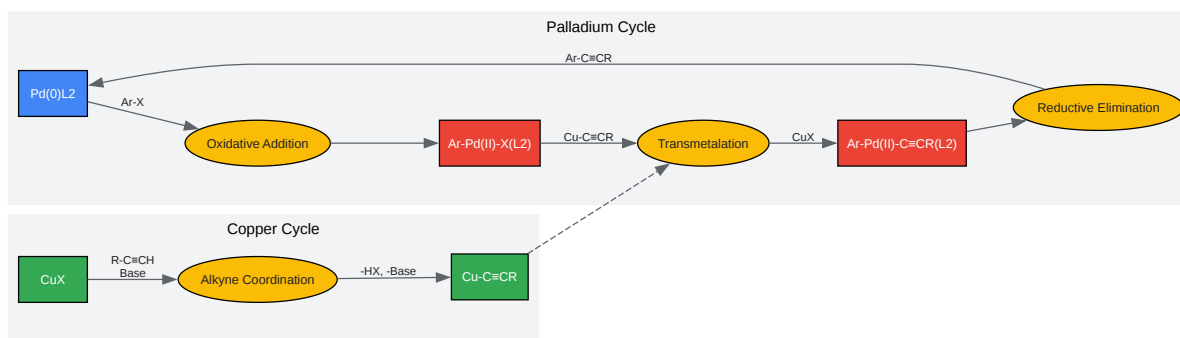 Palladium Cycle
Ar-C≡CR
Pd(0)L2
Ar-X
Oxidative Addition
Ar-Pd(II)-X(L2)
Cu-C≡CR
Transmetalation
CuX
Ar-Pd(II)-C≡CR(L2)
Reductive Elimination
Copper Cycle
CuX
R-C≡CH
Base
Alkyne Coordination
-HX, -Base
Cu-C≡CR